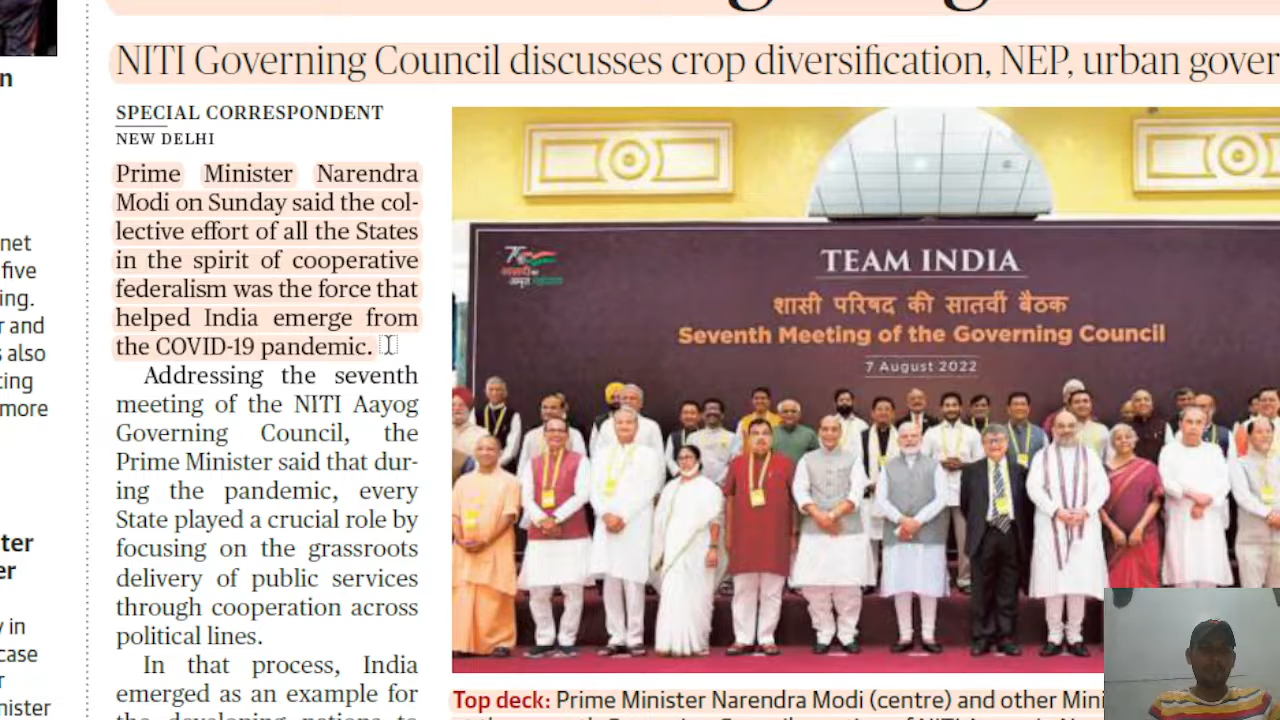 NITI Governing Council discusses crop diversification, NEP, urban gover
n
SPECIAL CORRESPONDENT
NEW DELHI
Prime Minister Narendra
Modi on Sunday said the col-
lective effort of all the States
in the spirit of cooperative
federalism was the force that
helped India emerge from
the COVID-19 pandemic.
Addressing the seventh
meeting of the NITI Aayog
Governing Council, the
Prime Minister said that dur-
ing the pandemic, every
State played a crucial role by
focusing on the grassroots
delivery of public services
through cooperation across
political lines.
In that process, India
emerged as an example for
the developing nations to
TEAM INDIA
शासी परिषद की सातवीं बैठक
Seventh Meeting of the Governing Council
7 August 2022
Top deck: Prime Minister Narendra Modi (centre) and other Mini
net
five
ing.
r and
s also
ting
more
ter
er
y in
case
r
nister